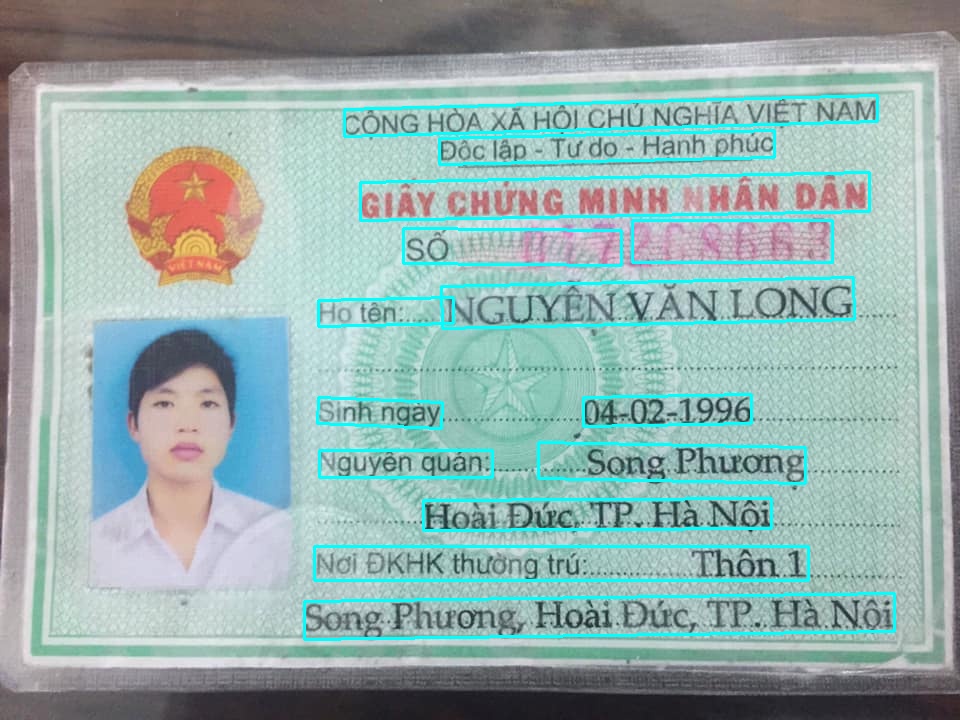 CỘNG HÒA XÃ HỘI CHỦ NGHĨA VIỆT NAM
Độc lập - Tự do - Hạnh phúc
GIẤY CHỨNG MINH NHÂN DÂN
SỐ
VIỆT NAM
Họ tên:.....NGUYỄN VĂN LONG
Sinh ngày 04-02-1996
Nguyên quán: Song Phương
Hoài Đức, TP. Hà Nội
Nơi ĐKHK thường trú: Thôn 1
Song Phương, Hoài Đức, TP. Hà Nội